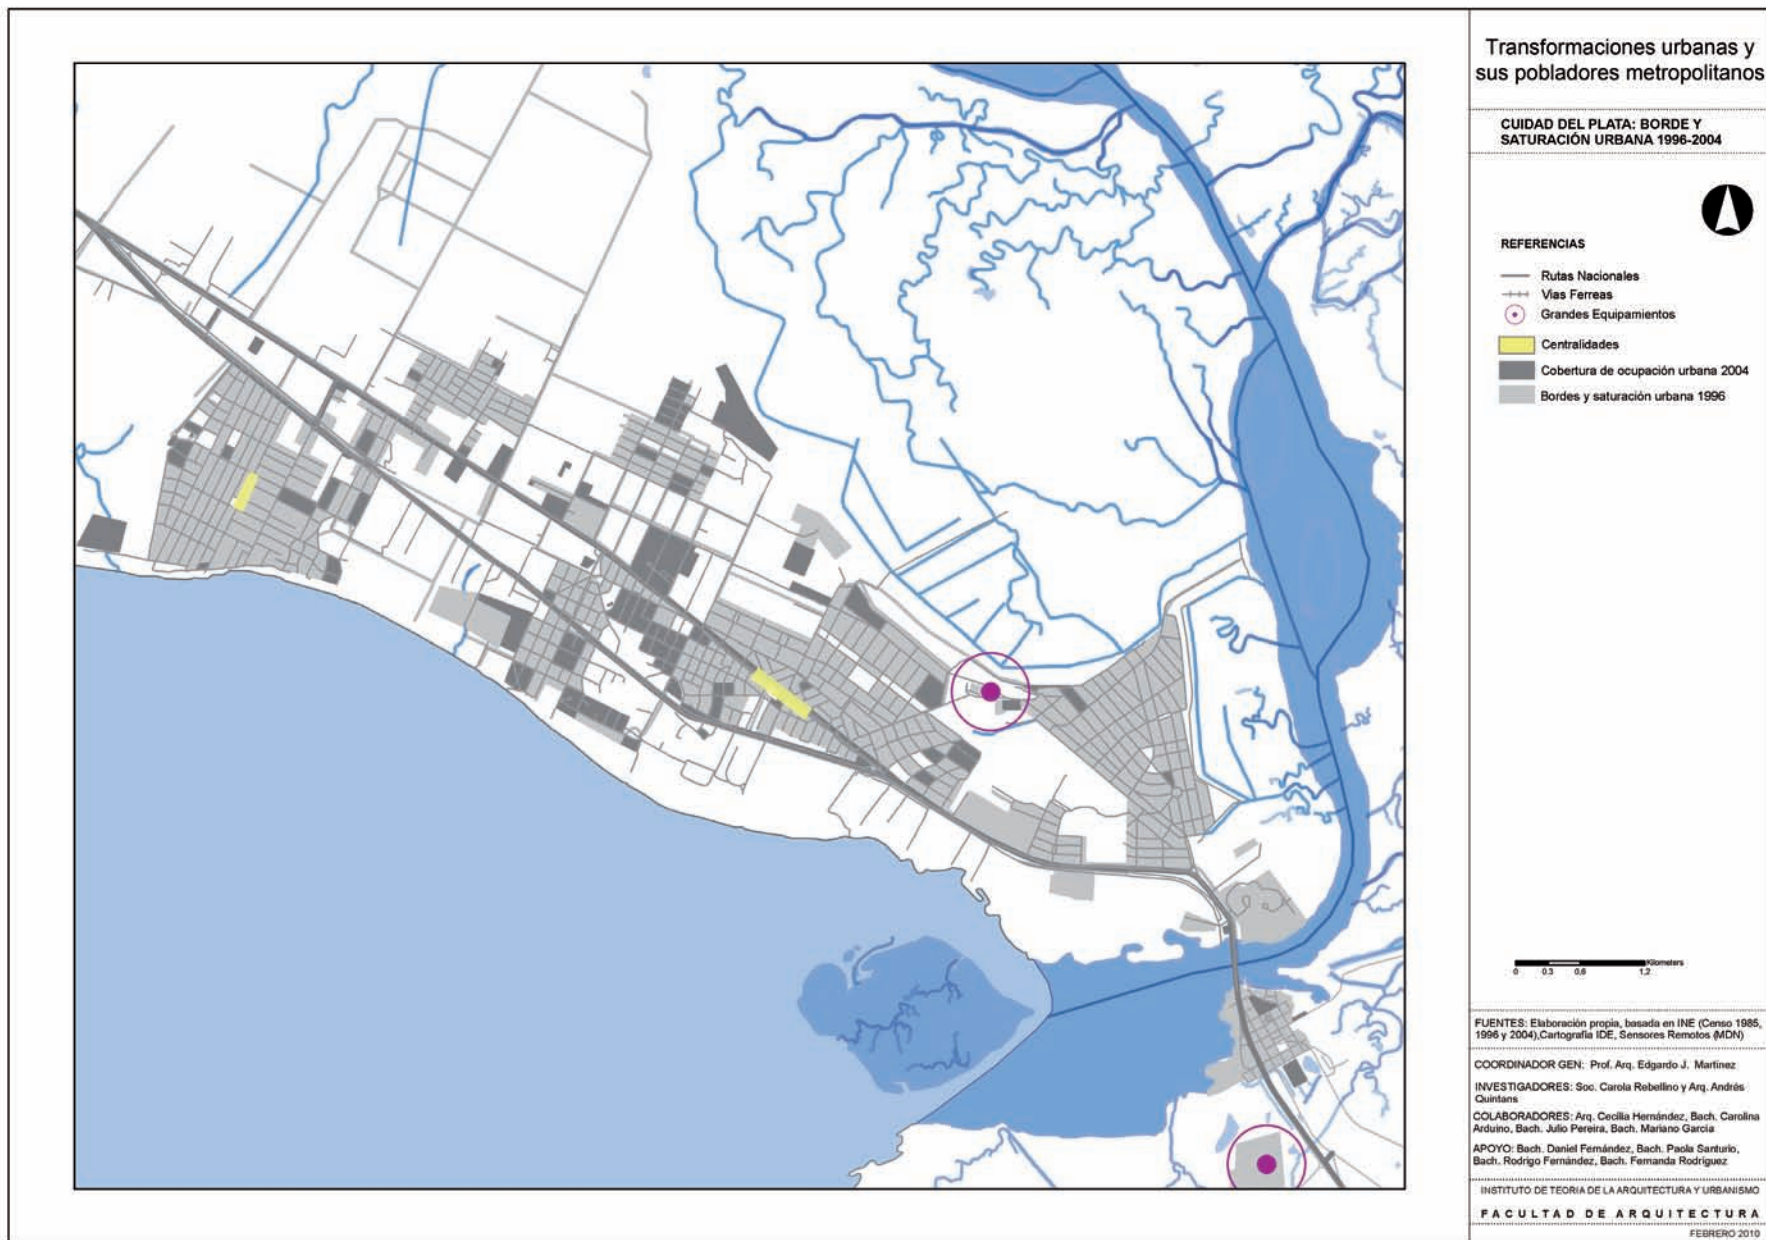 Transformaciones urbanas y
sus pobladores metropolitanos
CUIDAD DEL PLATA: BORDE Y
SATURACIÓN URBANA 1996-2004
REFERENCIAS
Rutas Nacionales
Vias Ferreas
Grandes Equipamientos
Centralidades
Cobertura de ocupación urbana 2004
Bordes y saturación urbana 1996
Kilometers
0 0.3 0,6 1,2
FUENTES: Elaboración propia, basada en INE (Censo 1985,
1996 y 2004),Cartografía IDE, Sensores Remotos (MDN)
COORDINADOR GEN: Prof. Arq. Edgardo J. Martínez
INVESTIGADORES: Soc. Carola Rebellino y Arq. Andrés
Quintans
COLABORADORES: Arq. Cecilia Hernández, Bach. Carolina
Arduino, Bach. Julio Pereira, Bach. Mariano García
APOYO: Bach. Daniel Fernández, Bach. Paola Santurio,
Bach. Rodrigo Fernández, Bach. Fernanda Rodríguez
INSTITUTO DE TEORIA DE LA ARQUITECTURA Y URBANISMO
FACULTAD DE ARQUITECTURA
FEBRERO 2010